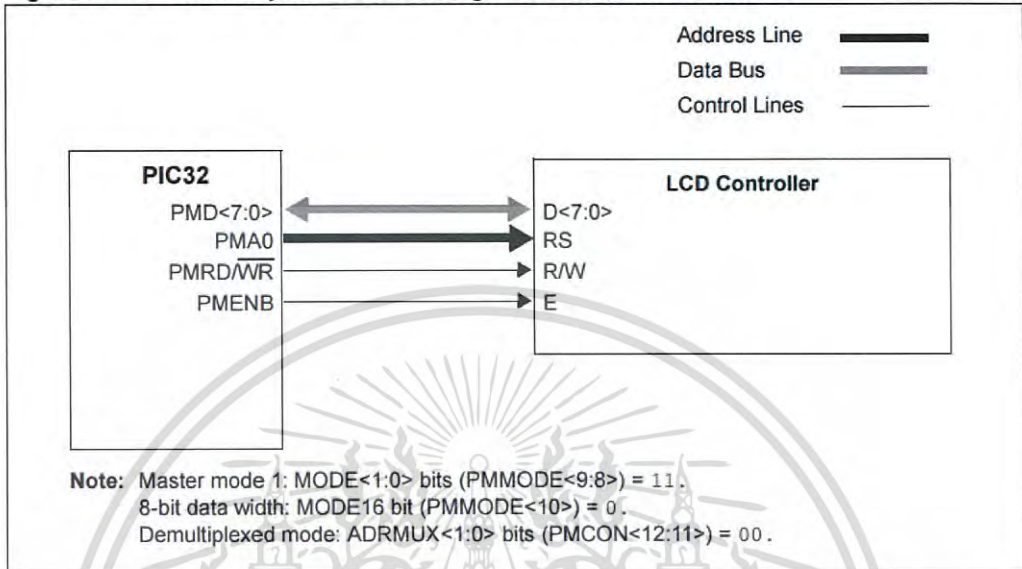 Address Line
Data Bus
Control Lines
PIC32
LCD Controller
PMD<7:0>
D<7:0>
PMA0
RS
PMRD/WR
R/W
PMENB
E
Note: Master mode 1: MODE<1:0> bits (PMMODE<9:8>) = 11.
8-bit data width: MODE16 bit (PMMODE<10>) = 0.
Demultiplexed mode: ADRMUX<1:0> bits (PMCON<12:11>) = 00.